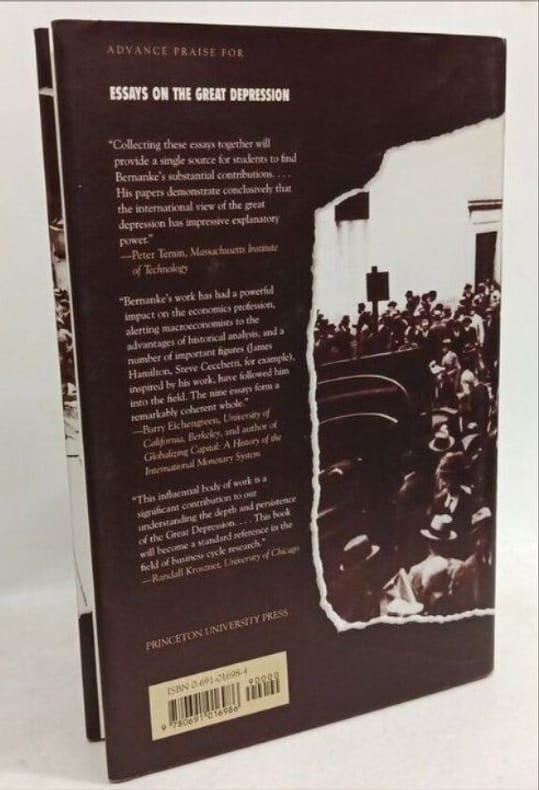 ADVANCE PRAISE FOR
ESSAYS ON THE GREAT DEPRESSION
"Collecting these essays together will
provide a single source for students to find
Bernanke's substantial contributions. . . .
His papers demonstrate conclusively that
the international view of the great
depression has impressive explanatory
power."
—Peter Temin, Massachusetts Institute
of Technology
"Bernanke's work has had a powerful
impact on the economics profession,
alerting macroeconomists to the
advantages of historical analysis, and a
number of important figures (James
Hamilton, Steve Cecchetti, for example),
inspired by his work, have followed him
into the field. The nine essays form a
remarkably coherent whole."
—Barry Eichengreen, University of
California, Berkeley, and author of
Globalizing Capital: A History of the
International Monetary System
"This influential body of work is a
significant contribution to our
understanding the depth and persistence
of the Great Depression. . . . This book
will become a standard reference in the
field of business cycle research."
—Randall Kroszner, University of Chicago
PRINCETON UNIVERSITY PRESS
ISBN 0-691-01698-4
90000
9 780691 016986